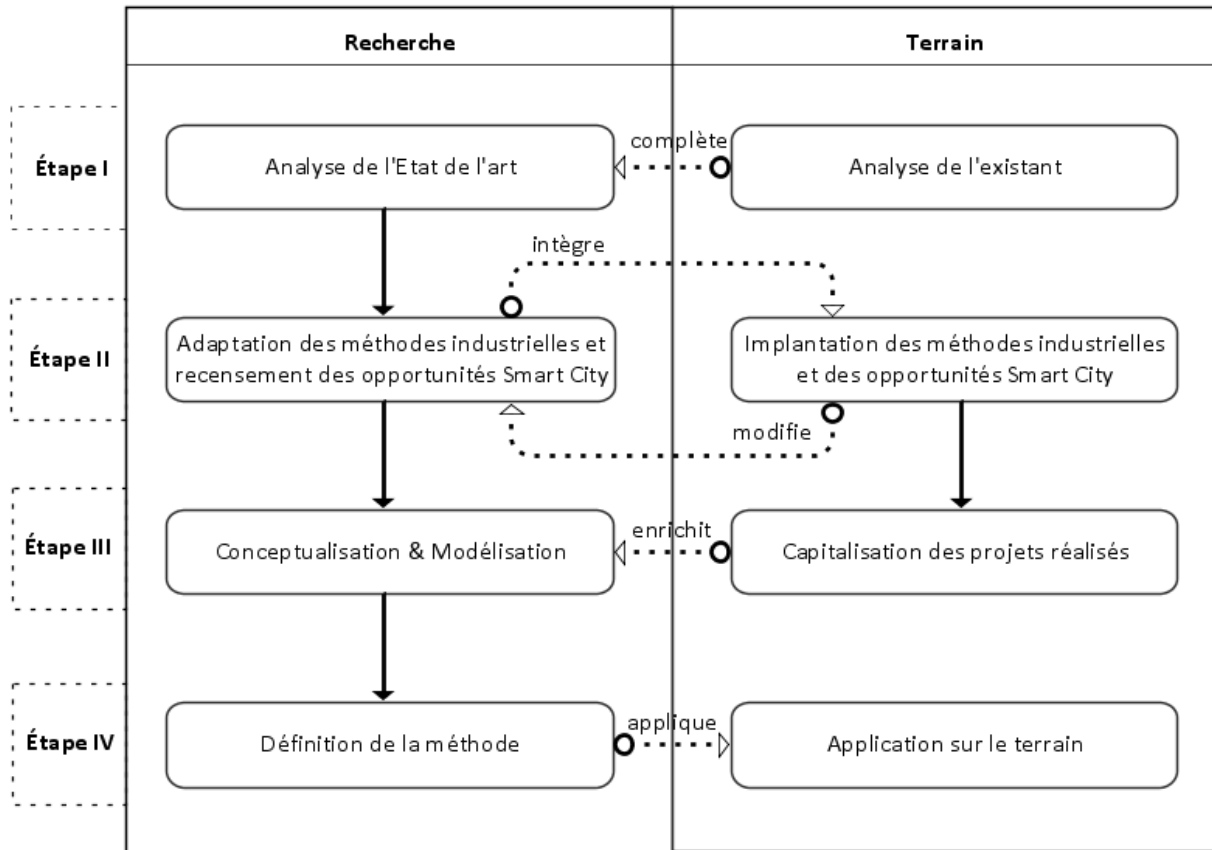 Recherche
Terrain
Étape I
Analyse de l'Etat de l'art
complète
Analyse de l'existant
intègre
Étape II
Adaptation des méthodes industrielles et
recensement des opportunités Smart City
Implantation des méthodes industrielles
et des opportunités Smart City
modifie
Étape III
Conceptualisation & Modélisation
enrichit
Capitalisation des projets réalisés
Étape IV
Définition de la méthode
applique
Application sur le terrain